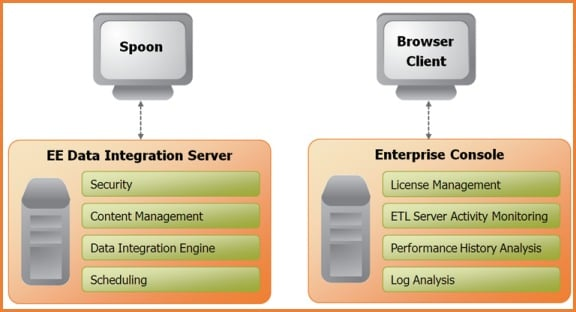 Spoon
Browser
Client
EE Data Integration Server
Security
Content Management
Data Integration Engine
Scheduling
Enterprise Console
License Management
ETL Server Activity Monitoring
Performance History Analysis
Log Analysis